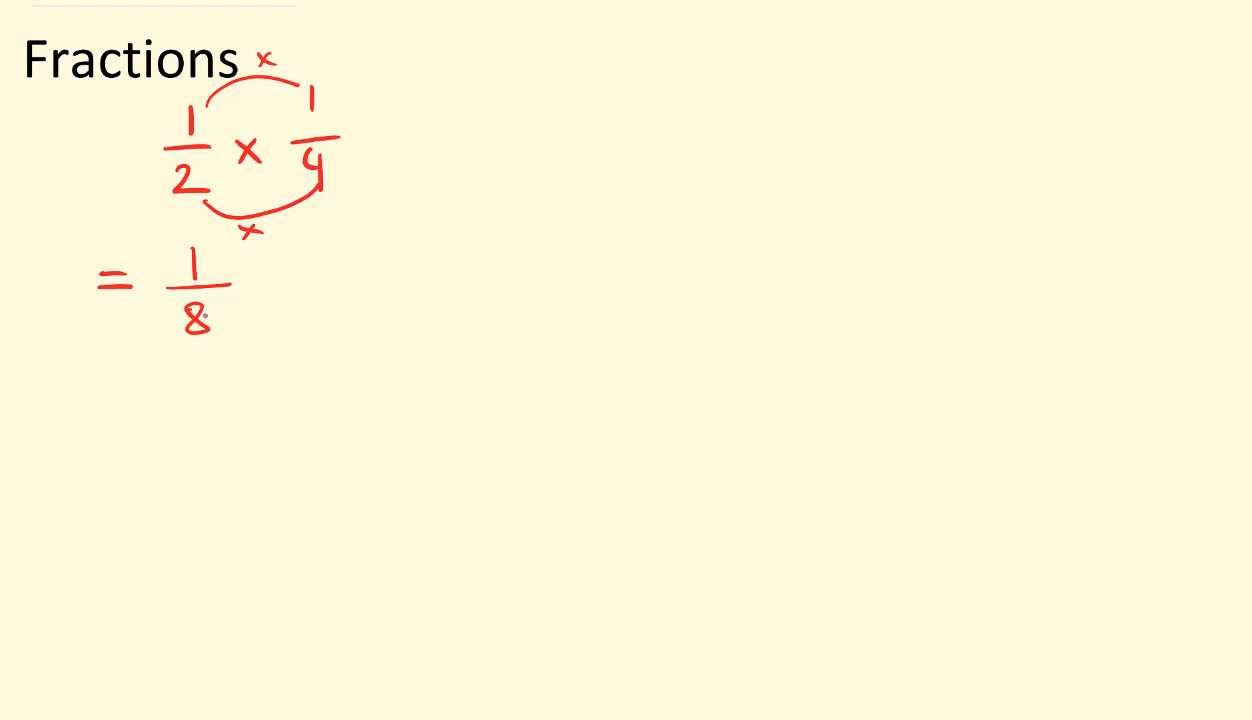 Fractions
x
1/2 x 1/4
x
= 1/8